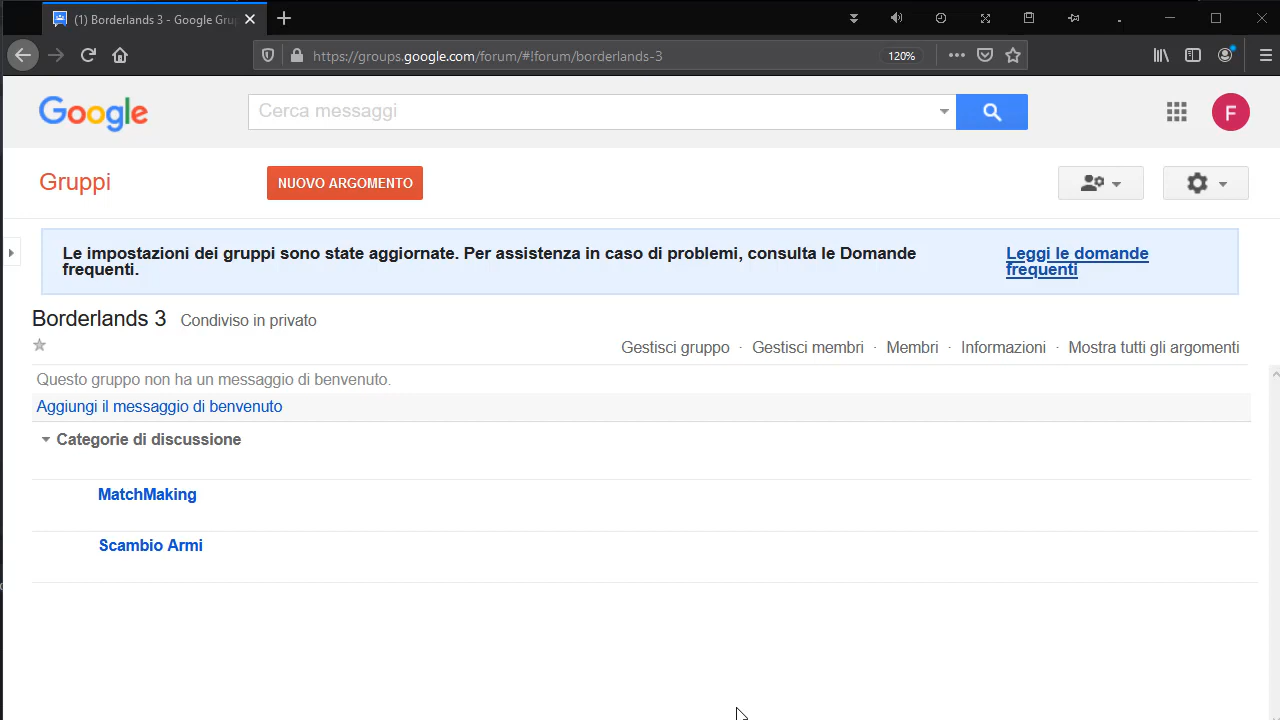 (1) Borderlands 3 - Google Gru
https://groups.google.com/forum/#!forum/borderlands-3
120%
Google
Cerca messaggi
F
Gruppi
NUOVO ARGOMENTO
Le impostazioni dei gruppi sono state aggiornate. Per assistenza in caso di problemi, consulta le Domande
frequenti.
Leggi le domande
frequenti
Borderlands 3 Condiviso in privato
Gestisci gruppo · Gestisci membri · Membri · Informazioni · Mostra tutti gli argomenti
Questo gruppo non ha un messaggio di benvenuto.
Aggiungi il messaggio di benvenuto
Categorie di discussione
MatchMaking
Scambio Armi